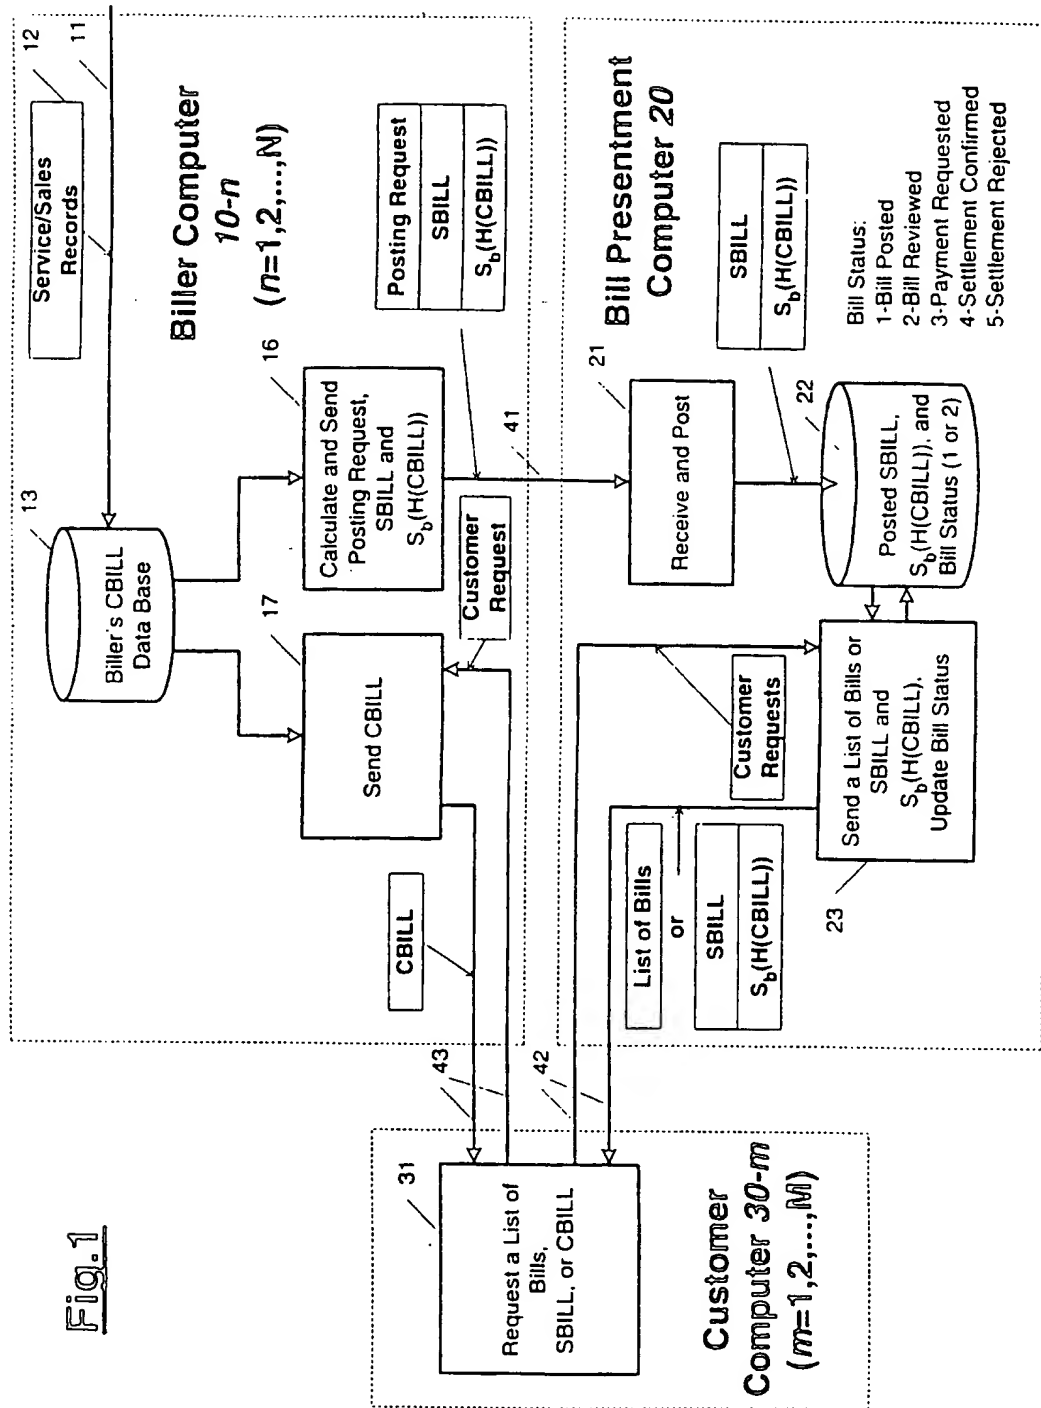 Fig.1
12
11
Service/Sales
Records
Biller Computer
10-n
(n=1,2,...,N)
13
Biller's CBILL
Data Base
16
Calculate and Send
Posting Request,
SBILL and
S_b(H(CBILL))
Posting Request
SBILL
S_b(H(CBILL))
17
Send CBILL
Customer
Request
41
CBILL
43
42
31
Request a List of
Bills,
SBILL, or CBILL
Customer
Computer 30-m
(m=1,2,...,M)
Bill Presentment
Computer 20
21
Receive and Post
SBILL
S_b(H(CBILL))
22
Posted SBILL,
S_b(H(CBILL)), and
Bill Status (1 or 2)
Bill Status:
1-Bill Posted
2-Bill Reviewed
3-Payment Requested
4-Settlement Confirmed
5-Settlement Rejected
Customer
Requests
List of Bills
or
SBILL
S_b(H(CBILL))
23
Send a List of Bills or
SBILL and
S_b(H(CBILL),
Update Bill Status